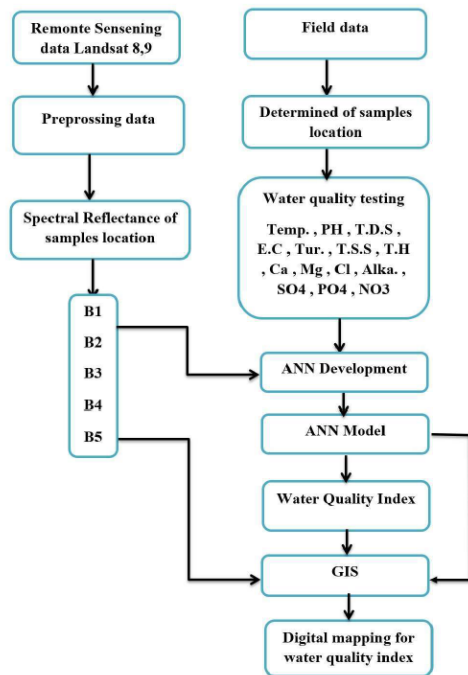 Remonte Sensening
data Landsat 8,9
Preprossing data
Spectral Reflectance of
samples location
B1
B2
B3
B4
B5
Field data
Determined of samples
location
Water quality testing
Temp. , PH , T.D.S
, E.C , Tur. , T.S.S , T.H
, Ca , Mg , Cl , Alka. ,
SO4 , PO4 , NO3
ANN Development
ANN Model
Water Quality Index
GIS
Digital mapping for
water quality index